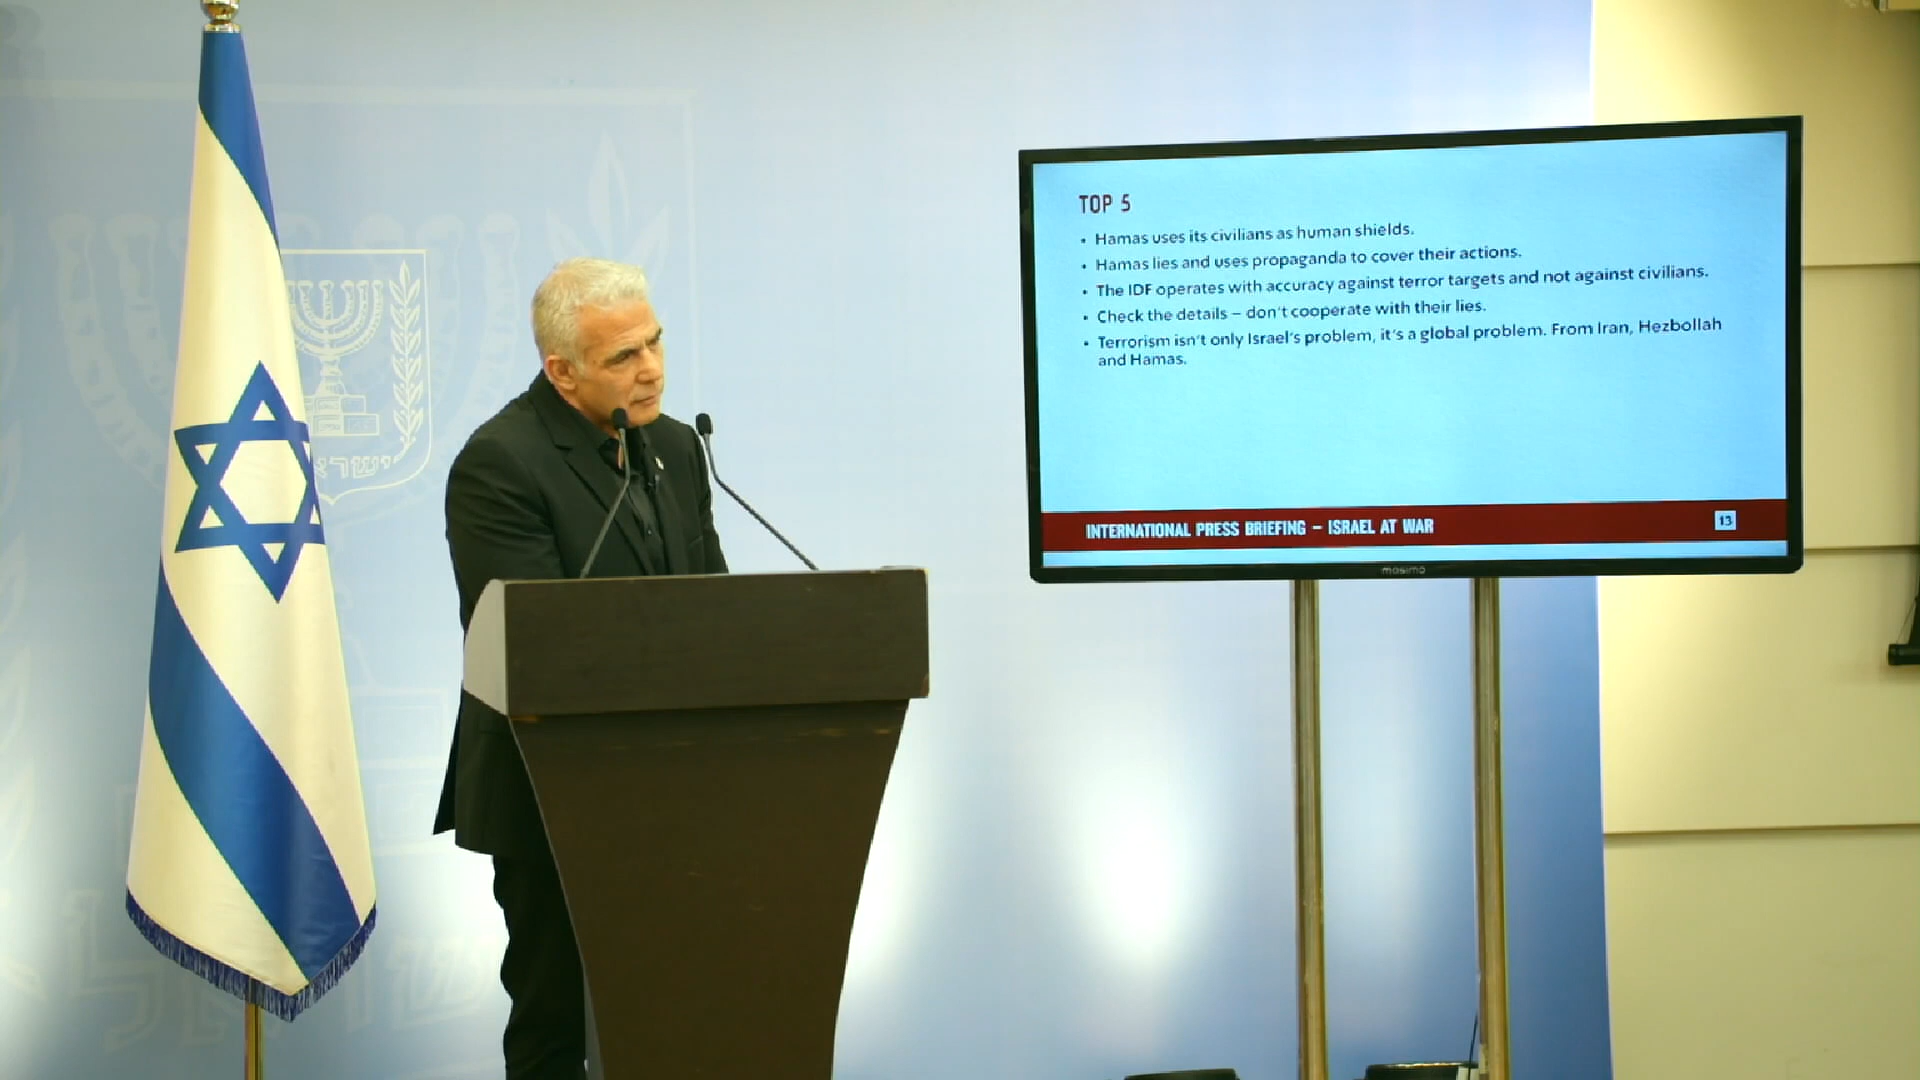 TOP 5
• Hamas uses its civilians as human shields.
• Hamas lies and uses propaganda to cover their actions.
• The IDF operates with accuracy against terror targets and not against civilians.
• Check the details – don't cooperate with their lies.
• Terrorism isn't only Israel's problem, it's a global problem. From Iran, Hezbollah
and Hamas.
INTERNATIONAL PRESS BRIEFING – ISRAEL AT WAR
13
masimo